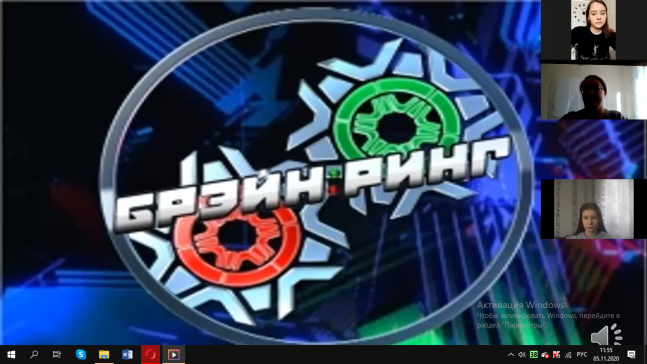 БРЭЙН РИНГ
Активация Windows
Чтобы активировать Windows, перейдите в
раздел "Параметры".
РУС
11:55
05.11.2020